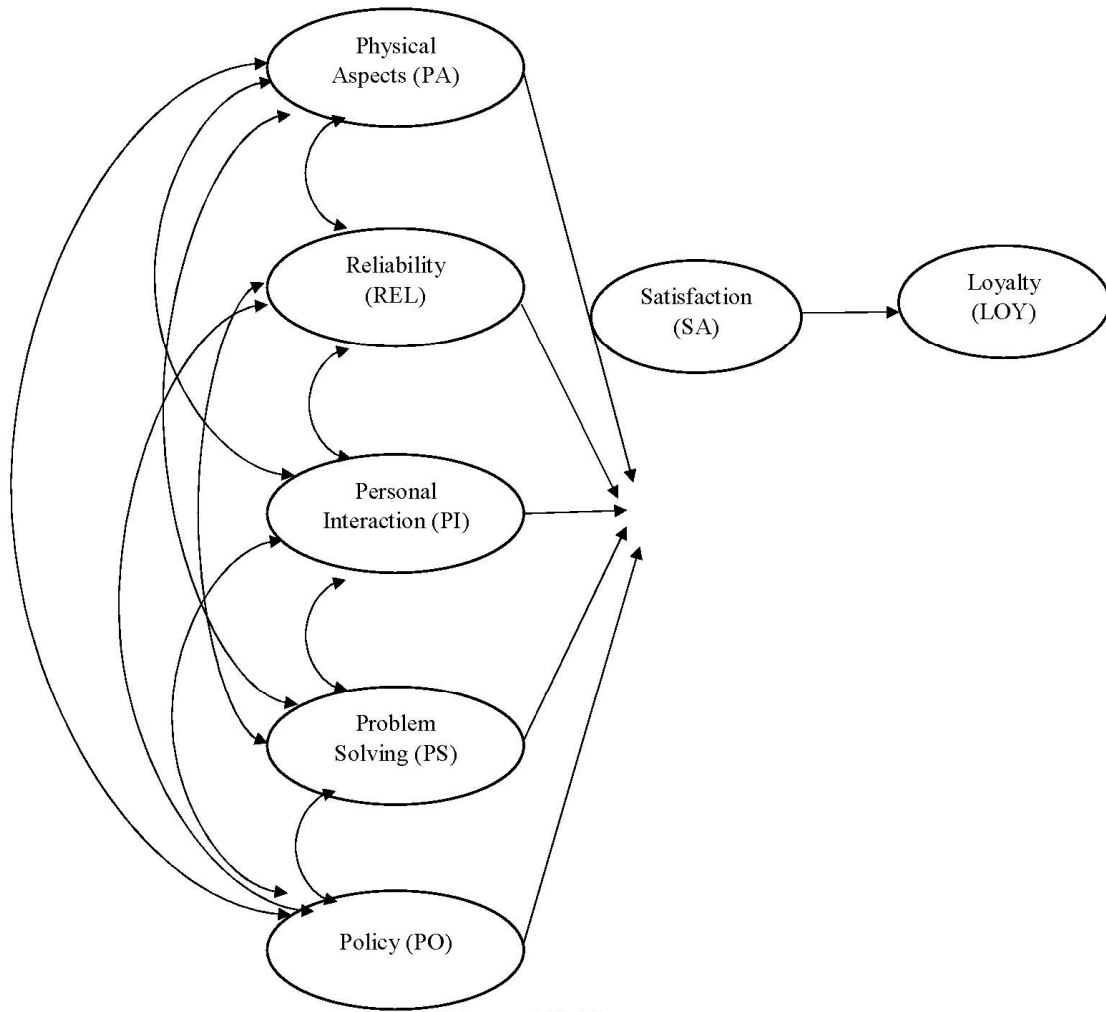 Physical
Aspects (PA)
Reliability
(REL)
Satisfaction
(SA)
Loyalty
(LOY)
Personal
Interaction (PI)
Problem
Solving (PS)
Policy (PO)